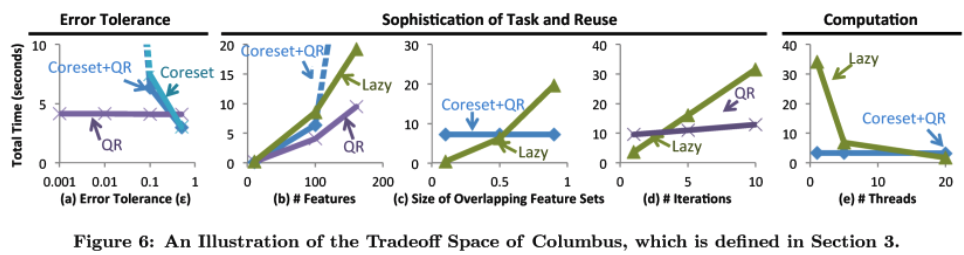 Error Tolerance
Sophistication of Task and Reuse
Computation
Total Time (seconds)
10
5
0
0.001 0.01 0.1 1
Coreset+QR
Coreset
QR
(a) Error Tolerance (ε)
20
15
10
5
0
0 100 200
Coreset+QR
Lazy
QR
(b) # Features
30
20
10
0
0 0.5 1
Coreset+QR
Lazy
(c) Size of Overlapping Feature Sets
40
30
20
10
0
0 5 10
QR
Lazy
(d) # Iterations
40
30
20
10
0
0 10 20
Lazy
Coreset+QR
(e) # Threads
Figure 6: An Illustration of the Tradeoff Space of Columbus, which is defined in Section 3.